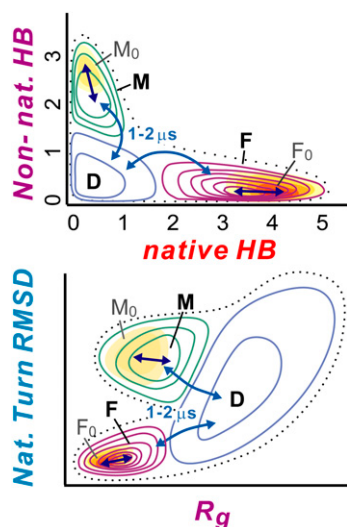 Non- nat. HB
3
2
1
0
M0
M
1-2 μs
D
F
F0
0
1
2
3
4
5
native HB
Nat. Turn RMSD
M0
M
D
1-2 μs
F
F0
Rg